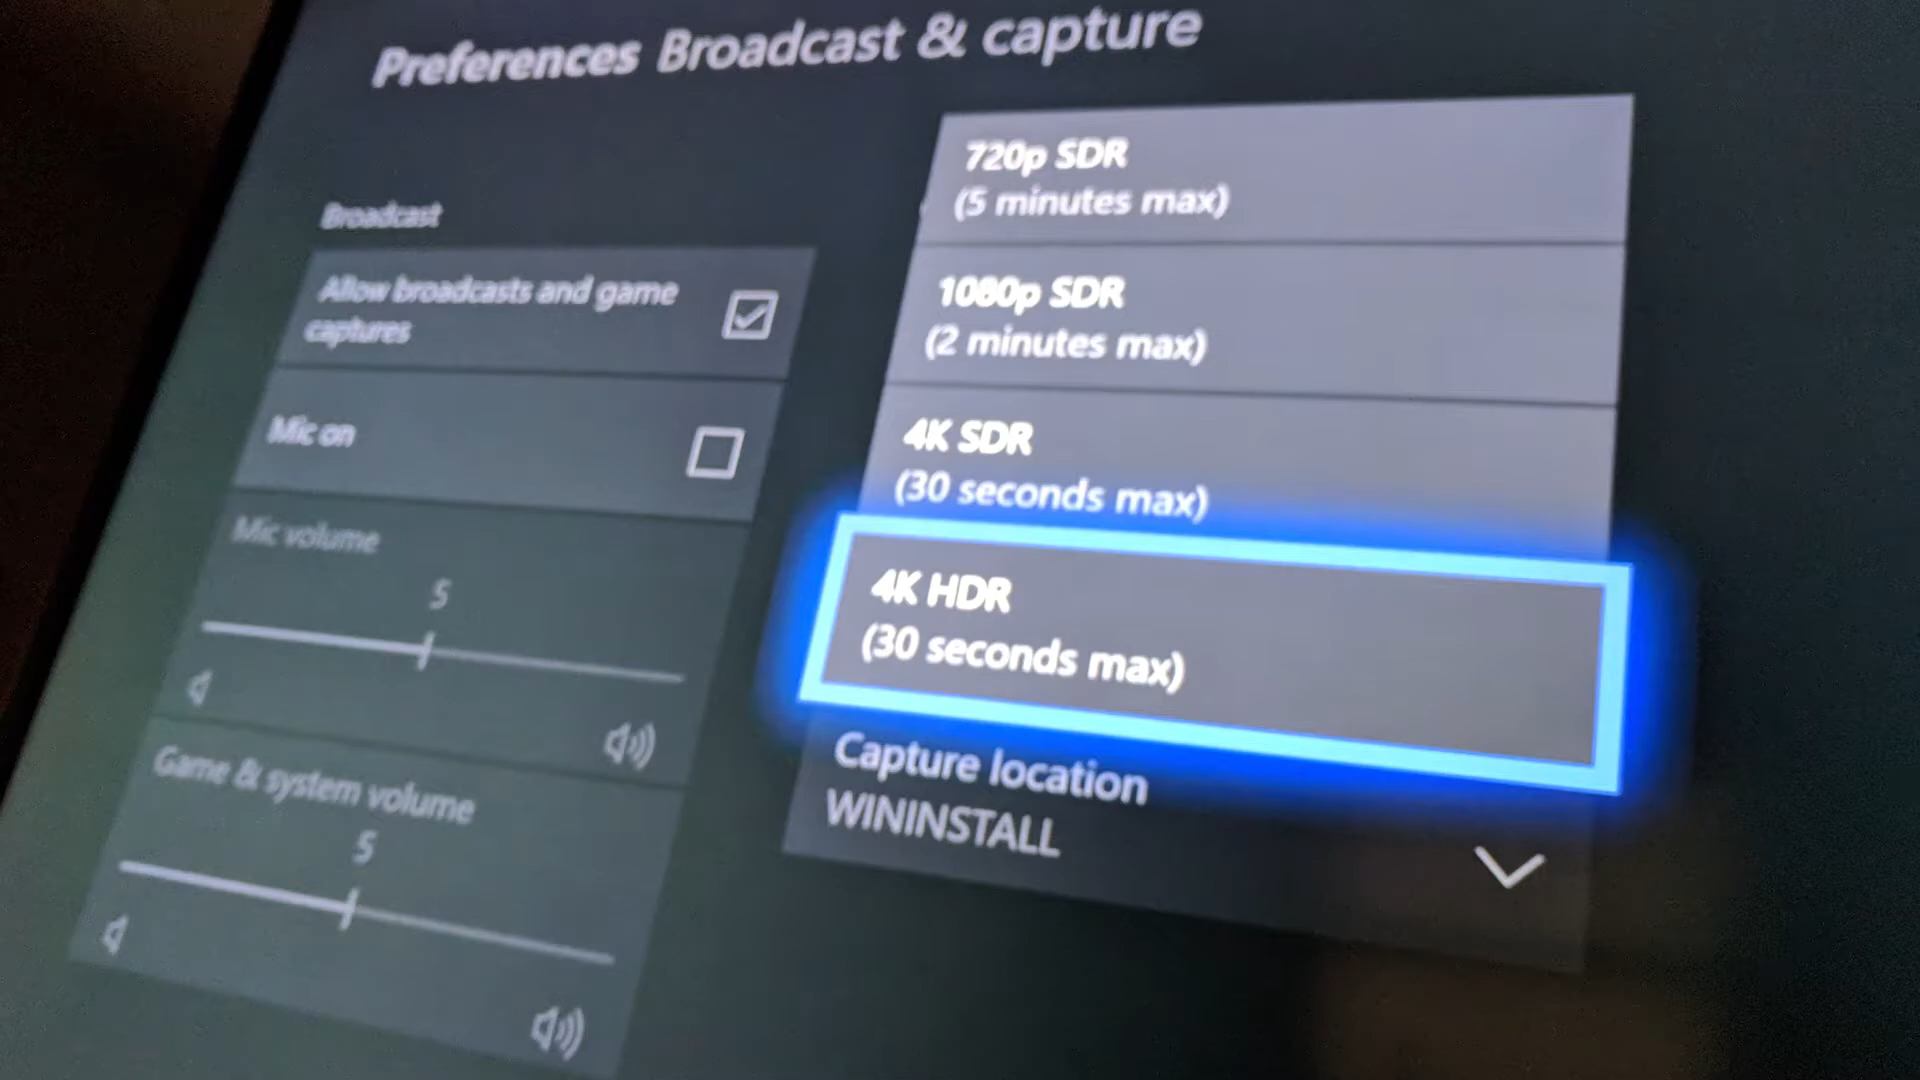 Preferences Broadcast & capture
Broadcast
Allow broadcasts and game
captures
Mic on
Mic volume
5
Game & system volume
5
720p SDR
(5 minutes max)
1080p SDR
(2 minutes max)
4K SDR
(30 seconds max)
4K HDR
(30 seconds max)
Capture location
WININSTALL